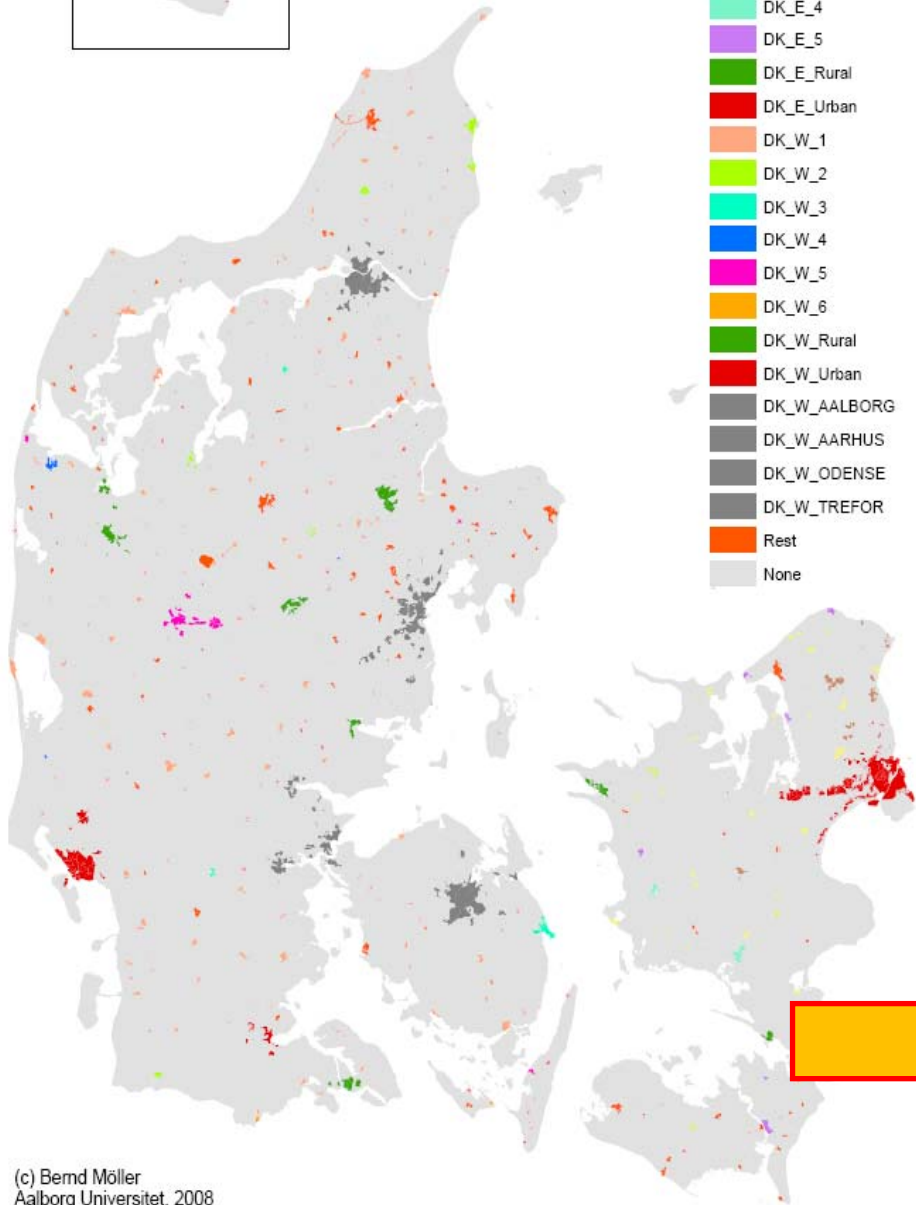 DK_E_4
DK_E_5
DK_E_Rural
DK_E_Urban
DK_W_1
DK_W_2
DK_W_3
DK_W_4
DK_W_5
DK_W_6
DK_W_Rural
DK_W_Urban
DK_W_AALBORG
DK_W_AARHUS
DK_W_ODENSE
DK_W_TREFOR
Rest
None
(c) Bernd Möller
Aalborg Universitet, 2008